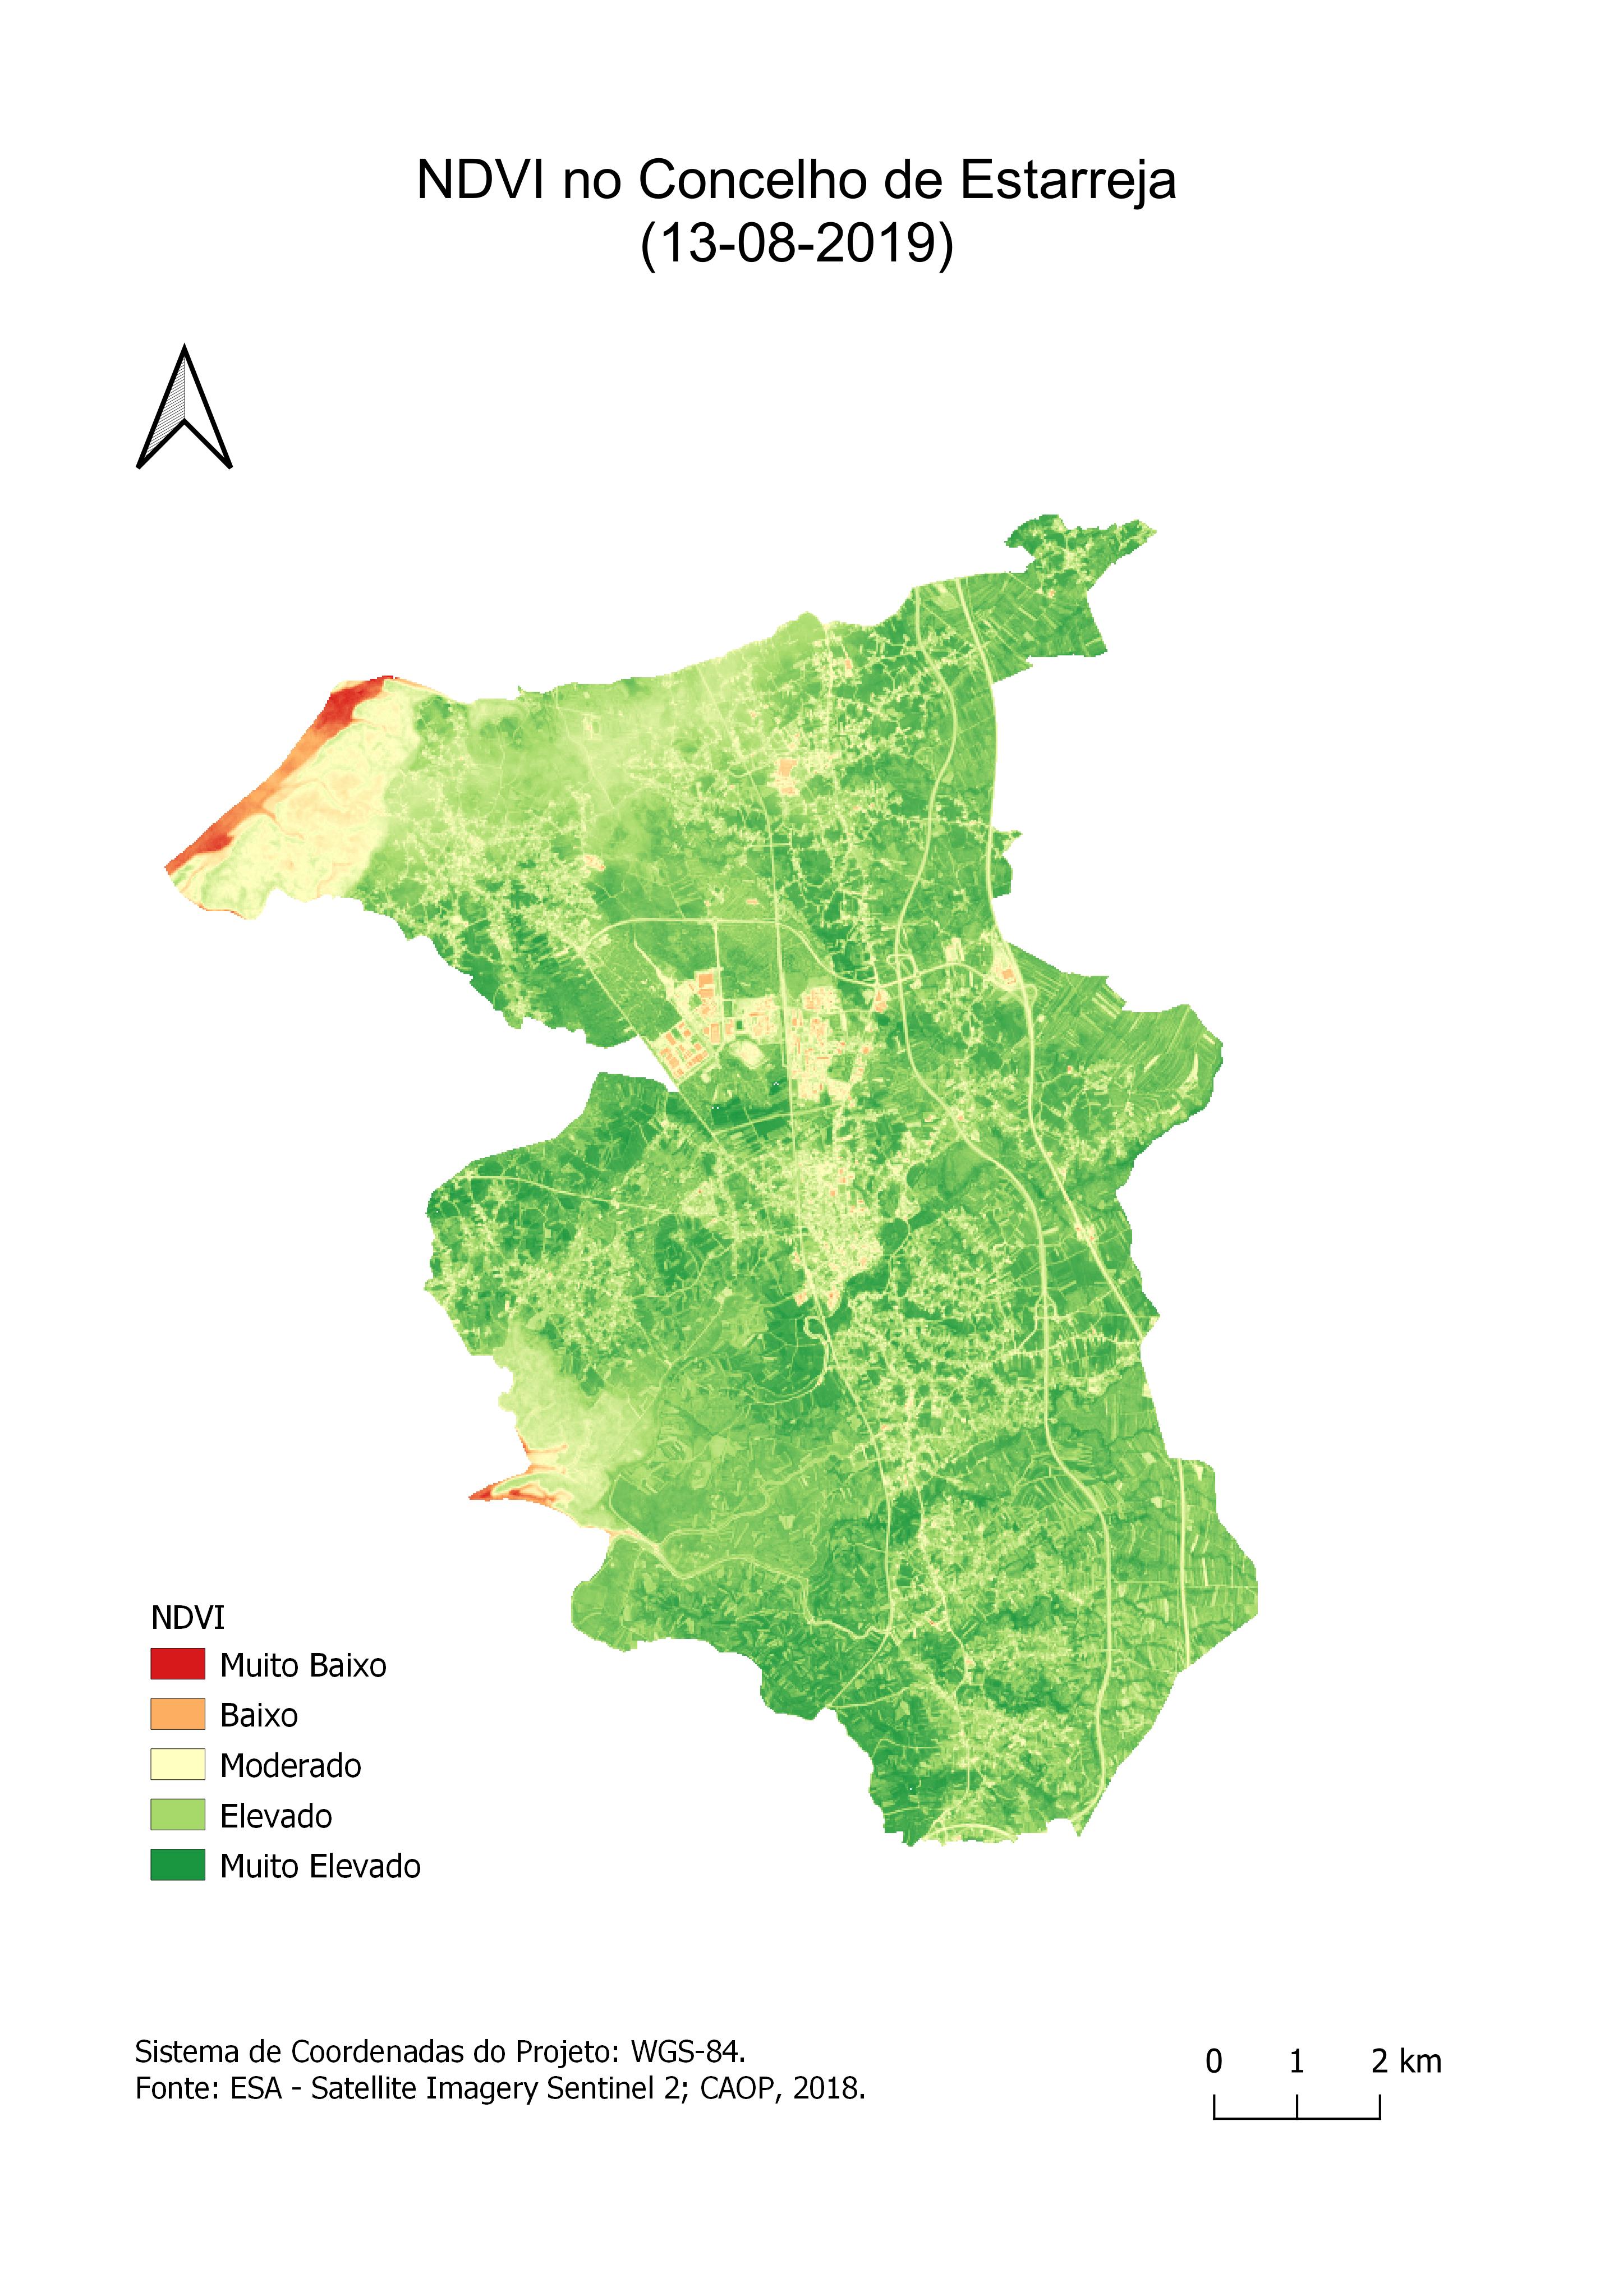 NDVI no Concelho de Estarreja
(13-08-2019)
NDVI
Muito Baixo
Baixo
Moderado
Elevado
Muito Elevado
Sistema de Coordenadas do Projeto: WGS-84.
Fonte: ESA - Satellite Imagery Sentinel 2; CAOP, 2018.
0 1 2 km